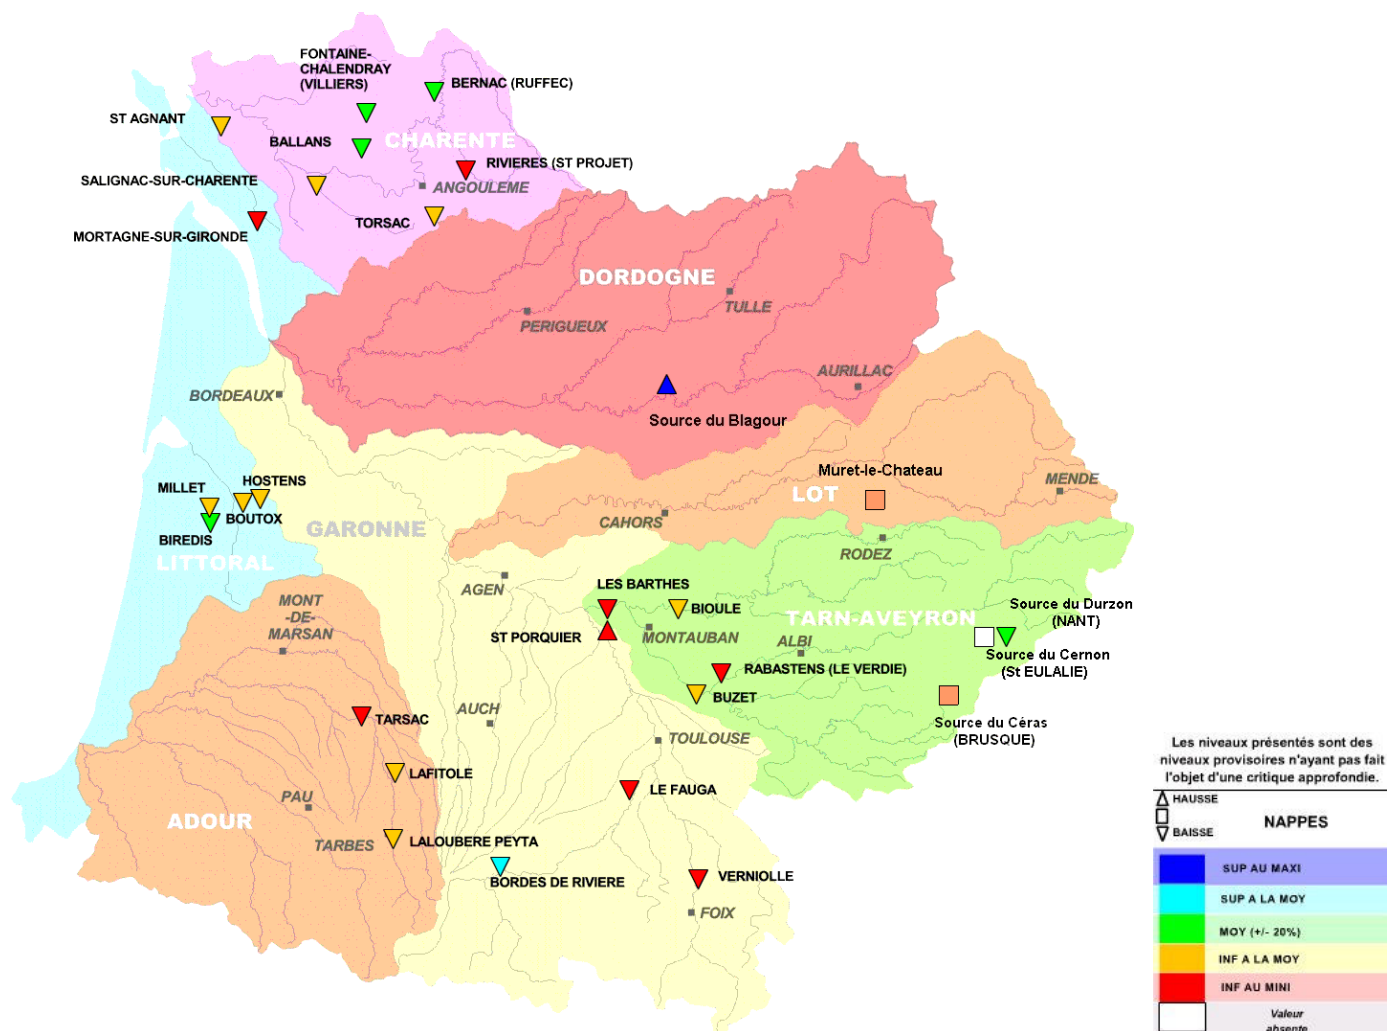 FONTAINE-
CHALENDRAY
(VILLIERS)
BERNAC (RUFFEC)
ST AGNANT
BALLANS
CHARENTE
RIVIERES (ST PROJET)
SALIGNAC-SUR-CHARENTE
ANGOULEME
TORSAC
MORTAGNE-SUR-GIRONDE
DORDOGNE
TULLE
PERIGUEUX
AURILLAC
BORDEAUX
Source du Blagour
Muret-le-Chateau
MENDE
LOT
HOSTENS
MILLET
BOUTOX
CAHORS
GARONNE
BIREDIS
RODEZ
LITTORAL
AGEN
LES BARTHES
BIOULE
MONT
-DE-
MARSAN
TARN-AVEYRON
Source du Durzon
(NANT)
ST PORQUIER
MONTAUBAN
ALBI
Source du Cernon
(St EULALIE)
RABASTENS (LE VERDIE)
BUZET
TARSAC
AUCH
Source du Céras
(BRUSQUE)
TOULOUSE
LAFITOLE
LE FAUGA
PAU
ADOUR
TARBES
LALOUBERE PEYTA
BORDES DE RIVIERE
VERNIOLLE
FOIX
Les niveaux présentés sont des
niveaux provisoires n'ayant pas fait
l'objet d'une critique approfondie.
HAUSSE
NAPPES
BAISSE
SUP AU MAXI
SUP A LA MOY
MOY (+/- 20%)
INF A LA MOY
INF AU MINI
Valeur
absente